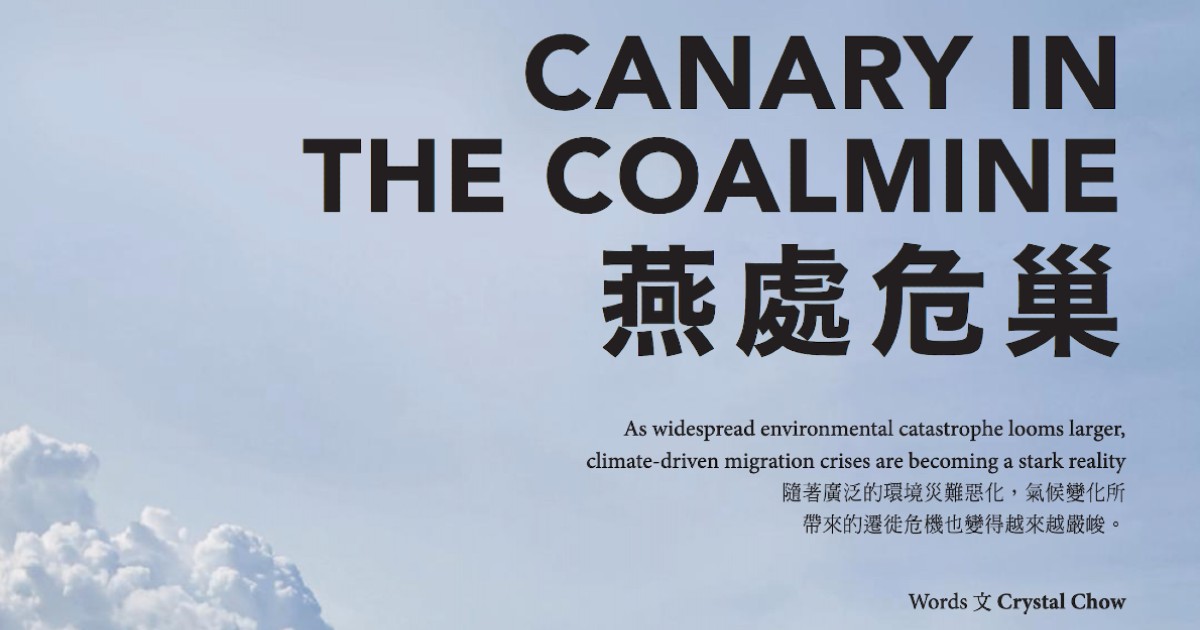 CANARY IN
THE COALMINE
燕處危巢
As widespread environmental catastrophe looms larger,
climate-driven migration crises are becoming a stark reality
隨著廣泛的環境災難惡化，氣候變化所
帶來的遷徙危機也變得越來越嚴峻。
Words 文 Crystal Chow